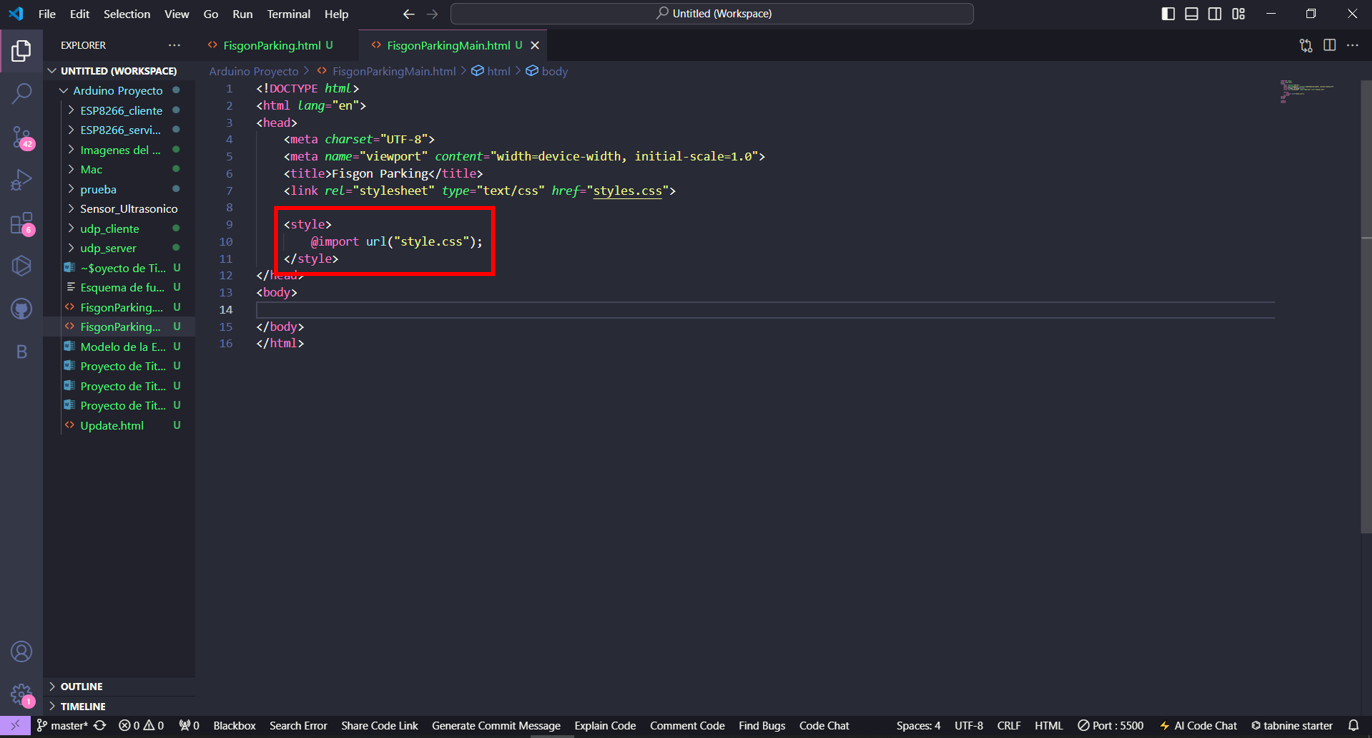 File Edit Selection View Go Run Terminal Help
Untitled (Workspace)
EXPLORER
FisgonParking.html U
FisgonParkingMain.html U
UNTITLED (WORKSPACE)
Arduino Proyecto
ESP8266_cliente
ESP8266_servi...
Imagenes del ...
Mac
prueba
Sensor_Ultrasonico
udp_cliente
udp_server
~$oyecto de Ti... U
Esquema de fu... U
FisgonParking.... U
FisgonParking... U
Modelo de la E... U
Proyecto de Tit... U
Proyecto de Tit... U
Proyecto de Tit... U
Update.html U
OUTLINE
TIMELINE
42
6
B
1
Arduino Proyecto > FisgonParkingMain.html > html > body
1 <!DOCTYPE html>
2 <html lang="en">
3 <head>
4 <meta charset="UTF-8">
5 <meta name="viewport" content="width=device-width, initial-scale=1.0">
6 <title>Fisgon Parking</title>
7 <link rel="stylesheet" type="text/css" href="styles.css">
8
9 <style>
10 @import url("style.css");
11 </style>
12 </head>
13 <body>
14
15 </body>
16 </html>
master* 0 0 0 Blackbox Search Error Share Code Link Generate Commit Message Explain Code Comment Code Find Bugs Code Chat Spaces: 4 UTF-8 CRLF HTML Port : 5500 AI Code Chat tabnine starter